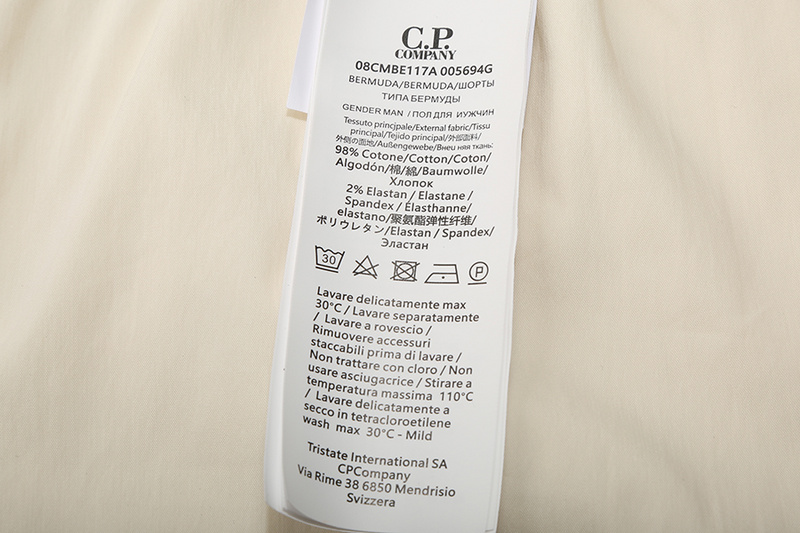 C.P.
COMPANY
08CMBE117A 005694G
BERMUDA/BERMUDA/ШОРТЫ
ТИПА БЕРМУДЫ
GENDER MAN / ПОЛ ДЛЯ ИУЖЧИН
Tessuto princjpale/External fabric/Tissu
principal/Tejido principal/外部面料/
外側の面地/Außengewebe/Внеш няя ткань:
98% Cotone/Cotton/Coton/
Algodón/棉/綿/Baumwolle/
Хлопок
2% Elastan / Elastane /
Spandex / Élasthanne/
elastano/聚氨酯弹性纤维/
ポリウレタン/Elastan / Spandex/
Эластан
30
P
Lavare delicatamente max
30°C / Lavare separatamente
/ Lavare a rovescio /
Rimuovere accessuri
staccabili prima di lavare /
Non trattare con cloro / Non
usare asciugacrice / Stirare a
temperatura massima 110°C
/ Lavare delicatamente a
secco in tetracloroetilene
wash max 30°C - Mild
Tristate International SA
CPCompany
Via Rime 38 6850 Mendrisio
Svizzera